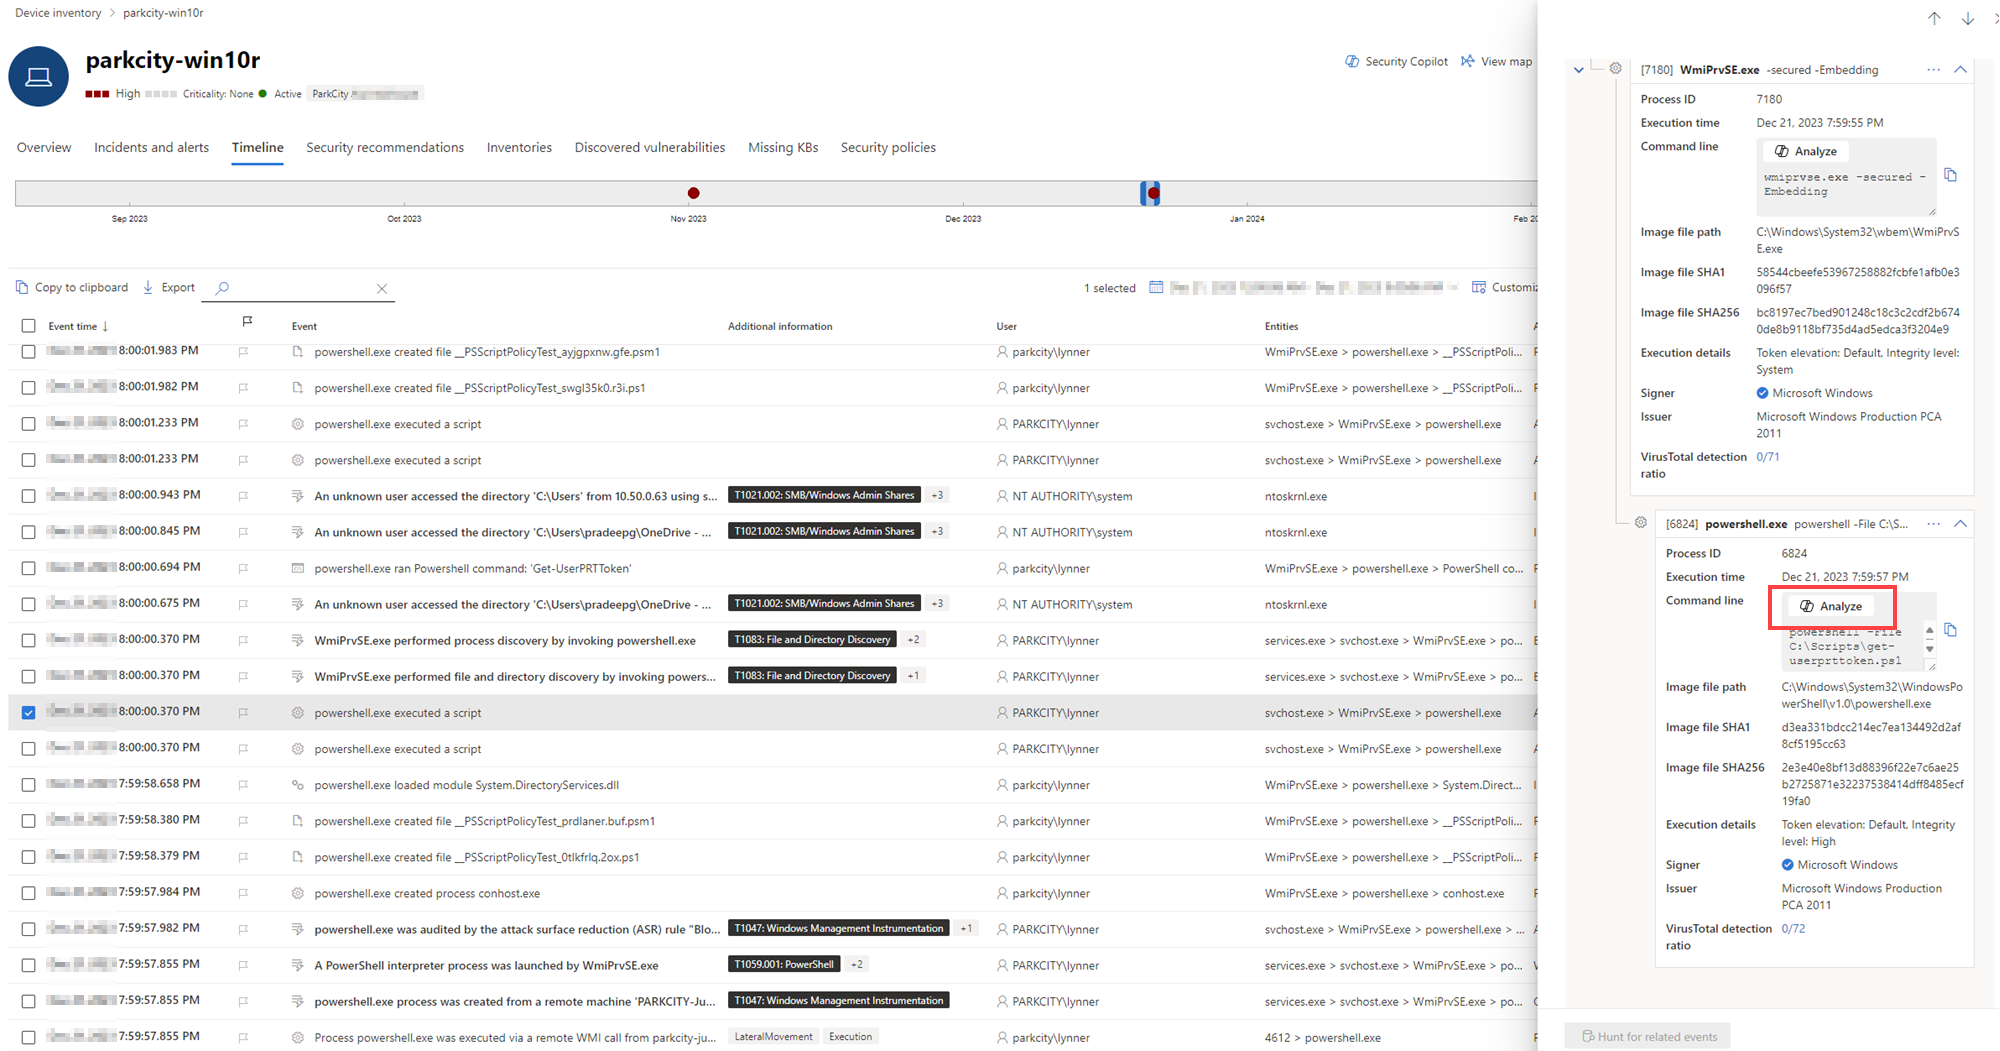 Device inventory > parkcity-win10r
parkcity-win10r
High Criticality: None Active ParkCity
Security Copilot View map
Overview Incidents and alerts Timeline Security recommendations Inventories Discovered vulnerabilities Missing KBs Security policies
Sep 2023 Oct 2023 Nov 2023 Dec 2023 Jan 2024 Feb 20
Copy to clipboard Export 1 selected Customiz
Event time ↓ Event Additional information User Entities
8:00:01.983 PM powershell.exe created file __PSScriptPolicyTest_ayjgpxnw.gfe.psm1 parkcity\lynner WmiPrvSE.exe > powershell.exe > __PSScriptPoli...
8:00:01.982 PM powershell.exe created file __PSScriptPolicyTest_swgl35k0.r3i.ps1 parkcity\lynner WmiPrvSE.exe > powershell.exe > __PSScriptPoli...
8:00:01.233 PM powershell.exe executed a script PARKCITY\lynner svchost.exe > WmiPrvSE.exe > powershell.exe
8:00:01.233 PM powershell.exe executed a script PARKCITY\lynner svchost.exe > WmiPrvSE.exe > powershell.exe
8:00:00.943 PM An unknown user accessed the directory 'C:\Users' from 10.50.0.63 using s... T1021.002: SMB/Windows Admin Shares +3 NT AUTHORITY\system ntoskrnl.exe
8:00:00.845 PM An unknown user accessed the directory 'C:\Users\pradeepg\OneDrive - ... T1021.002: SMB/Windows Admin Shares +3 NT AUTHORITY\system ntoskrnl.exe
8:00:00.694 PM powershell.exe ran Powershell command: 'Get-UserPRTToken' parkcity\lynner WmiPrvSE.exe > powershell.exe > PowerShell co...
8:00:00.675 PM An unknown user accessed the directory 'C:\Users\pradeepg\OneDrive - ... T1021.002: SMB/Windows Admin Shares +3 NT AUTHORITY\system ntoskrnl.exe
8:00:00.370 PM WmiPrvSE.exe performed process discovery by invoking powershell.exe T1083: File and Directory Discovery +2 PARKCITY\lynner services.exe > svchost.exe > WmiPrvSE.exe > po...
8:00:00.370 PM WmiPrvSE.exe performed file and directory discovery by invoking powers... T1083: File and Directory Discovery +1 PARKCITY\lynner services.exe > svchost.exe > WmiPrvSE.exe > po...
8:00:00.370 PM powershell.exe executed a script PARKCITY\lynner svchost.exe > WmiPrvSE.exe > powershell.exe
8:00:00.370 PM powershell.exe executed a script PARKCITY\lynner svchost.exe > WmiPrvSE.exe > powershell.exe
7:59:58.658 PM powershell.exe loaded module System.DirectoryServices.dll parkcity\lynner WmiPrvSE.exe > powershell.exe > System.Direct...
7:59:58.380 PM powershell.exe created file __PSScriptPolicyTest_prdlaner.buf.psm1 parkcity\lynner WmiPrvSE.exe > powershell.exe > __PSScriptPoli...
7:59:58.379 PM powershell.exe created file __PSScriptPolicyTest_0tlkfrlq.2ox.ps1 parkcity\lynner WmiPrvSE.exe > powershell.exe > __PSScriptPoli...
7:59:57.984 PM powershell.exe created process conhost.exe parkcity\lynner WmiPrvSE.exe > powershell.exe > conhost.exe
7:59:57.982 PM powershell.exe was audited by the attack surface reduction (ASR) rule "Blo... T1047: Windows Management Instrumentation +1 PARKCITY\lynner svchost.exe > WmiPrvSE.exe > powershell.exe > ...
7:59:57.855 PM A PowerShell interpreter process was launched by WmiPrvSE.exe T1059.001: PowerShell +2 PARKCITY\lynner services.exe > svchost.exe > WmiPrvSE.exe > po...
7:59:57.855 PM powershell.exe process was created from a remote machine 'PARKCITY-Ju... T1047: Windows Management Instrumentation PARKCITY\lynner services.exe > svchost.exe > WmiPrvSE.exe > po...
7:59:57.855 PM Process powershell.exe was executed via a remote WMI call from parkcity-ju... LateralMovement Execution parkcity\lynner 4612 > powershell.exe
[7180] WmiPrvSE.exe -secured -Embedding ...
Process ID 7180
Execution time Dec 21, 2023 7:59:55 PM
Command line Analyze
wmiprvse.exe -secured -
Embedding
Image file path C:\Windows\System32\wbem\WmiPrvS
E.exe
Image file SHA1 58544cbeefe53967258882fcbfe1afb0e3
096f57
Image file SHA256 bc8197ec7bed901248c18c3c2cdf2b674
0de8b9118bf735d4ad5edca3f3204e9
Execution details Token elevation: Default, Integrity level:
System
Signer Microsoft Windows
Issuer Microsoft Windows Production PCA
2011
VirusTotal detection 0/71
ratio
[6824] powershell.exe powershell -File C:\S... ...
Process ID 6824
Execution time Dec 21, 2023 7:59:57 PM
Command line Analyze
powershell -File
C:\Scripts\get-
userprttoken.ps1
Image file path C:\Windows\System32\WindowsPo
werShell\v1.0\powershell.exe
Image file SHA1 d3ea331bdcc214ec7ea134492d2af
8cf5195cc63
Image file SHA256 2e3e40e8bf13d88396f22e7c6ae25
b2725871e32237538414dff8485ecf
19fa0
Execution details Token elevation: Default, Integrity
level: High
Signer Microsoft Windows
Issuer Microsoft Windows Production
PCA 2011
VirusTotal detection 0/72
ratio
Hunt for related events